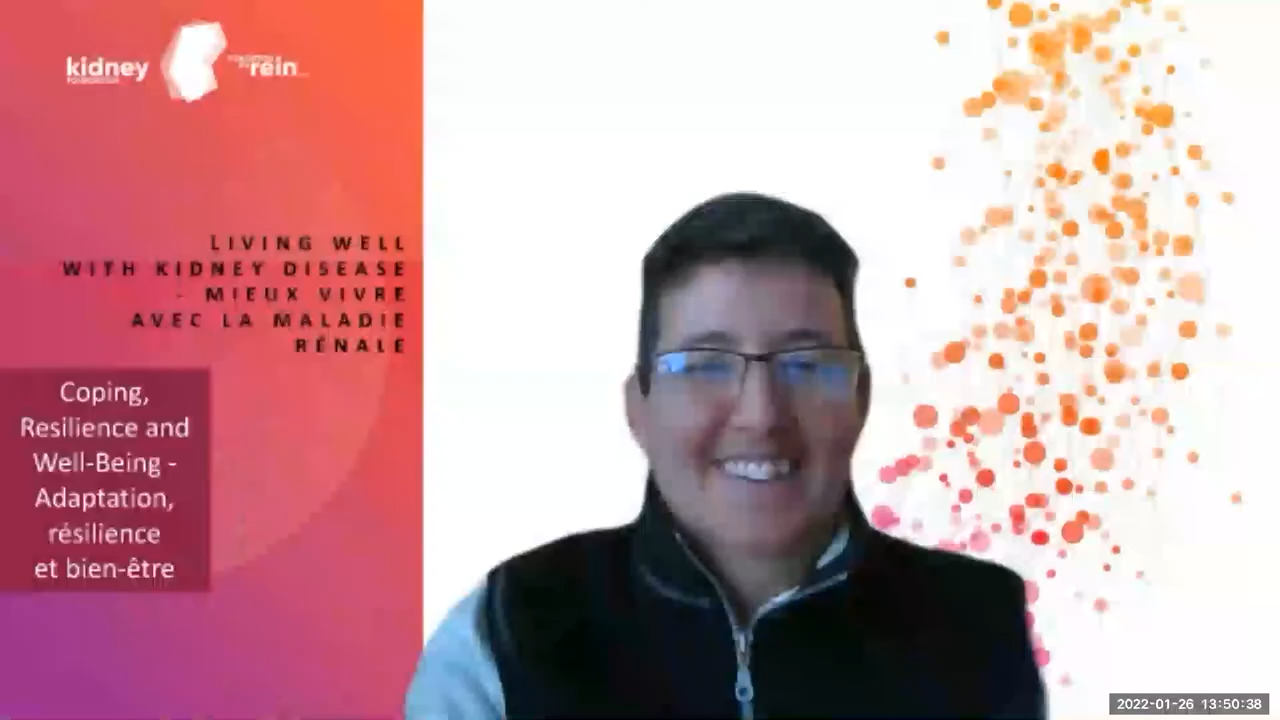 kidney
FOUNDATION
rein
LIVING WELL
WITH KIDNEY DISEASE
- MIEUX VIVRE
AVEC LA MALADIE
RÉNALE
Coping,
Resilience and
Well-Being -
Adaptation,
résilience
et bien-être
2022-01-26 13:50:38